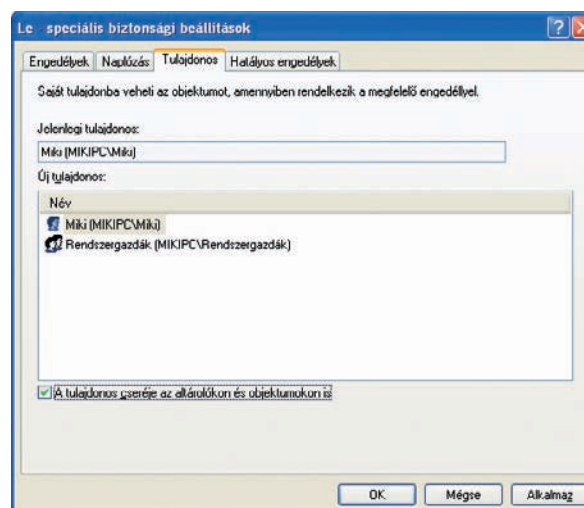 Le - speciális biztonsági beállítások
Engedélyek Naplózás Tulajdonos Hatályos engedélyek
Saját tulajdonba veheti az objektumot, amennyiben rendelkezik a megfelelő engedéllyel.
Jelenlegi tulajdonos:
Miki (MIKIPC\Miki)
Új tulajdonos:
Név
Miki (MIKIPC\Miki)
Rendszergazdák (MIKIPC\Rendszergazdák)
A tulajdonos cseréje az altárolókon és objektumokon is
OK Mégse Alkalmaz